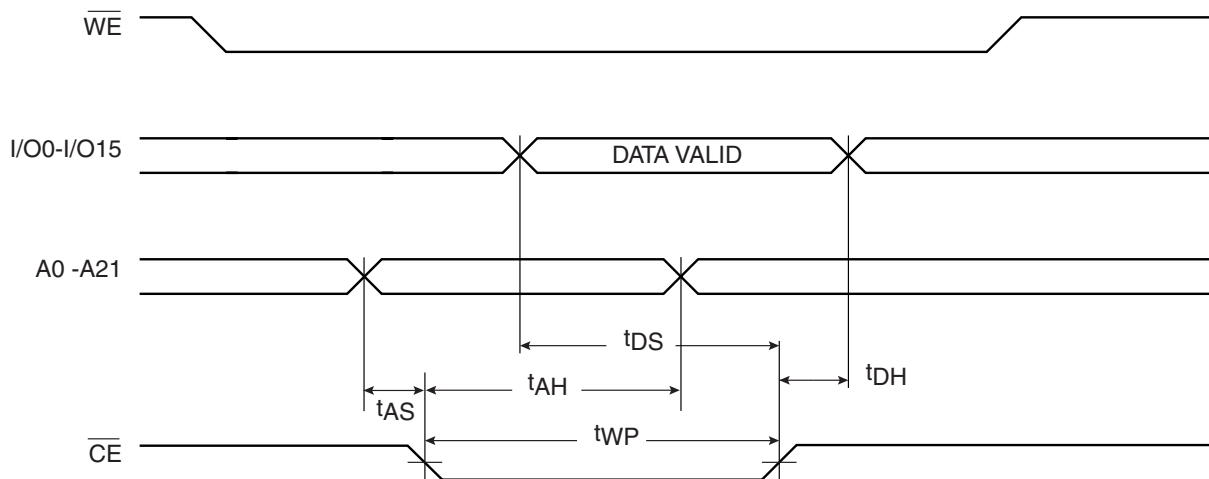 WE
I/O0-I/O15
DATA VALID
A0 -A21
tDS
tDH
tAH
tAS
tWP
CE